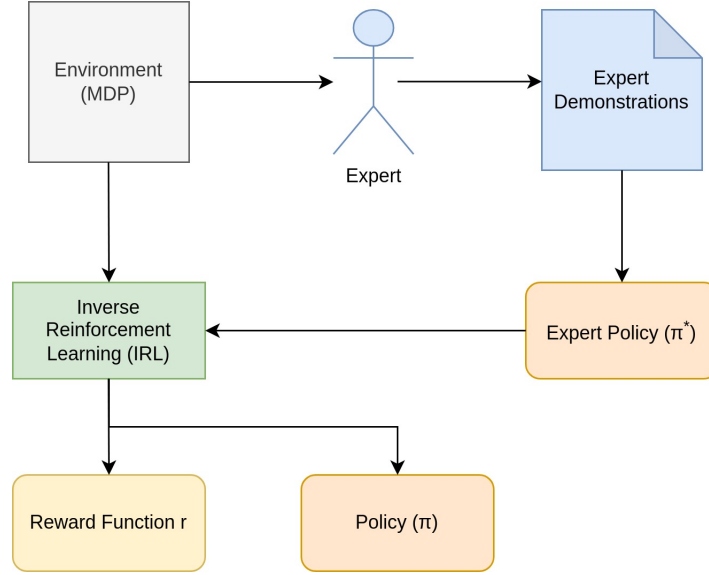 Environment
(MDP)
Expert
Demonstrations
Expert
Inverse
Reinforcement
Learning (IRL)
Expert Policy (π*)
Reward Function r
Policy (π)